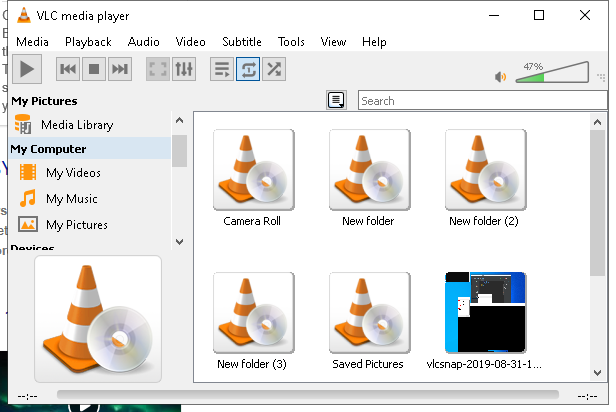 VLC media player
Media Playback Audio Video Subtitle Tools View Help
47%
My Pictures
Media Library
My Computer
My Videos
My Music
My Pictures
Devices
Search
Camera Roll
New folder
New folder (2)
New folder (3)
Saved Pictures
vlcsnap-2019-08-31-1...
--:--
--:--